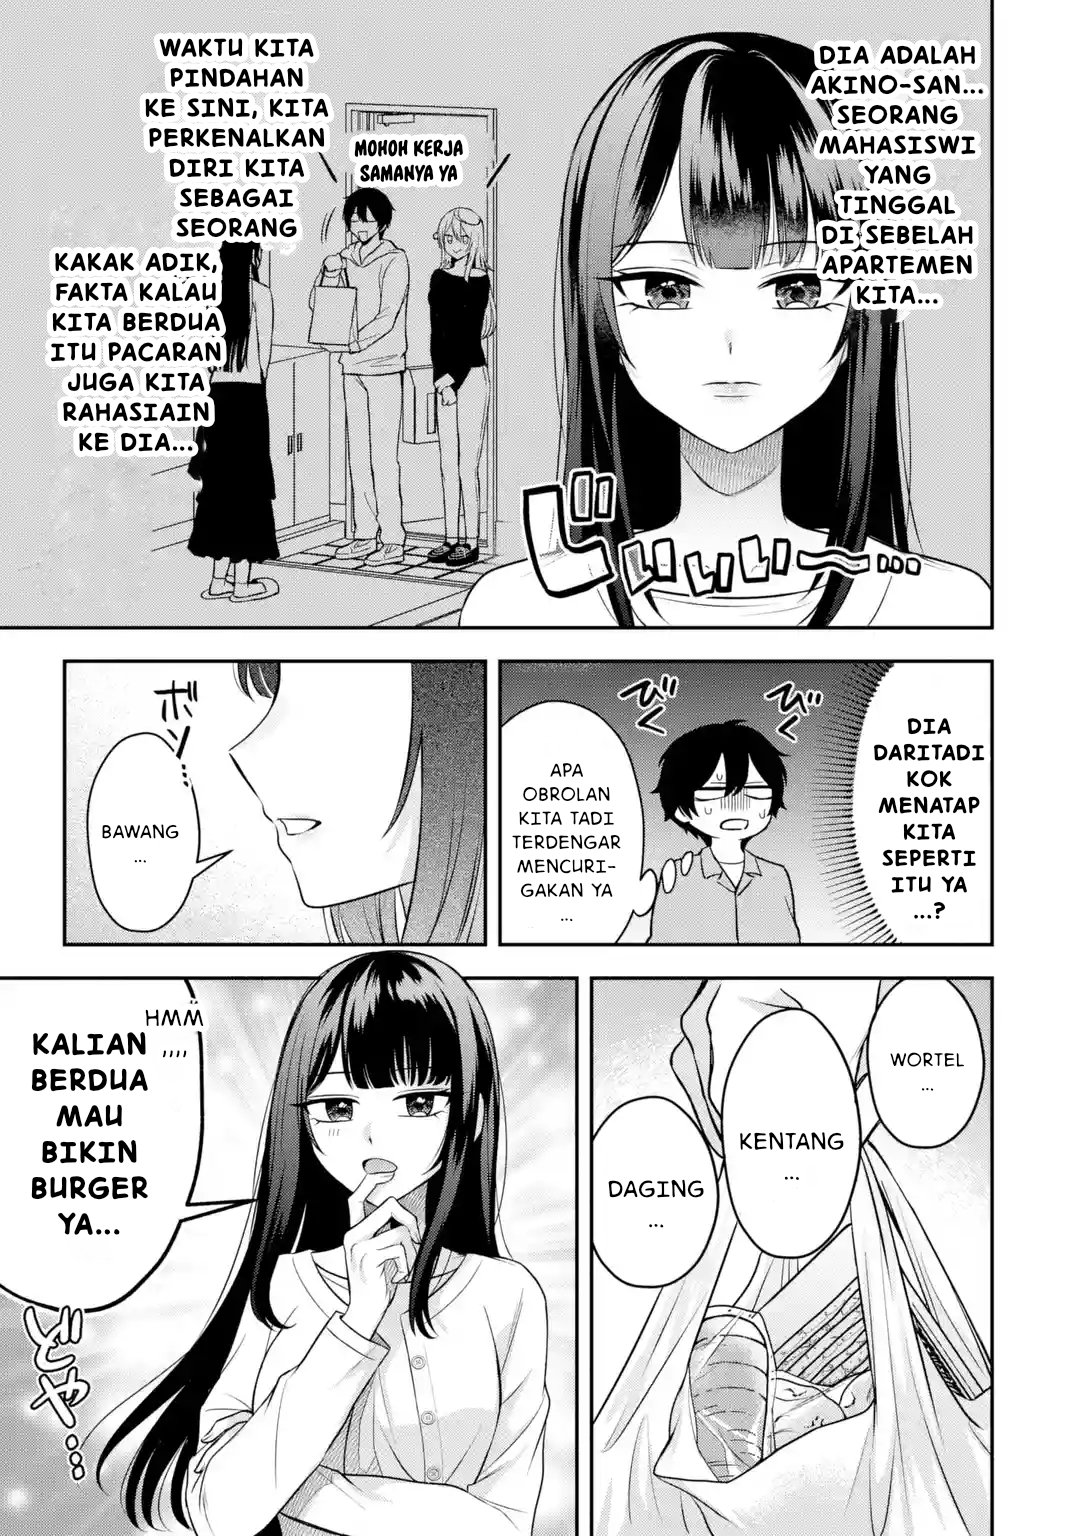 DIA ADALAH
AKINO-SAN...
SEORANG
MAHASISWI
YANG
TINGGAL
DI SEBELAH
APARTEMEN
KITA...
WAKTU KITA
PINDAHAN
KE SINI, KITA
PERKENALKAN
DIRI KITA
SEBAGAI
SEORANG
KAKAK ADIK,
FAKTA KALAU
KITA BERDUA
ITU PACARAN
JUGA KITA
RAHASIAIN
KE DIA...
MOHOH KERJA
SAMANYA YA
じぃぃぃぃ〜...
DIA
DARITADI
KOK
MENATAP
KITA
SEPERTI
ITU YA
...?
びく
びく
APA
OBROLAN
KITA TADI
TERDENGAR
MENCURI-
GAKAN YA
...
ボソ...
BAWANG
...
WORTEL
...
KENTANG
...
DAGING
...
HMM
,,,,
KALIAN
BERDUA
MAU
BIKIN
BURGER
YA...
どや...